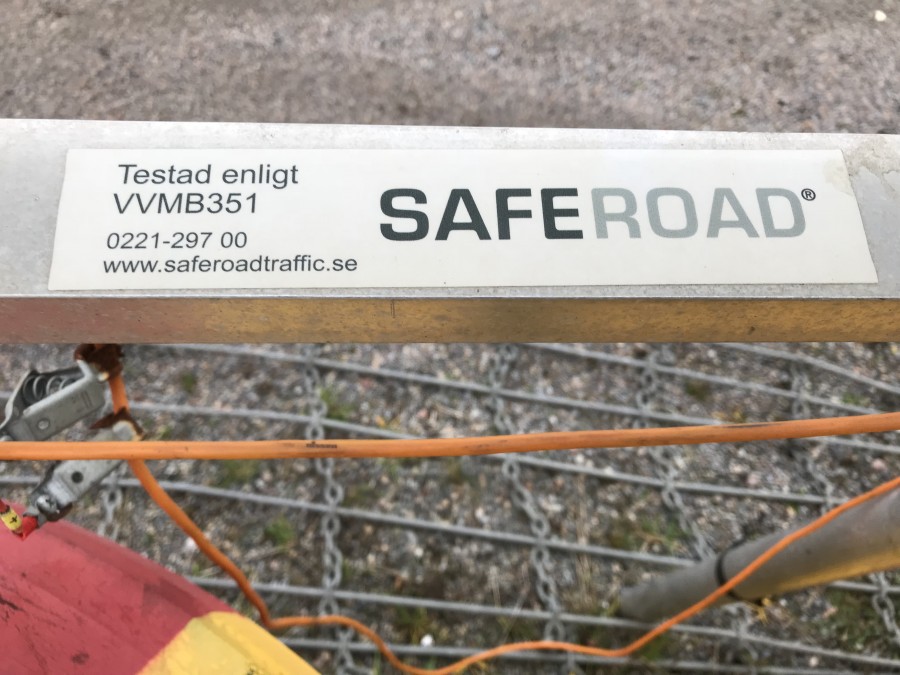 Testad enligt
VVMB351
0221-297 00
www.saferoadtraffic.se
SAFEROAD®